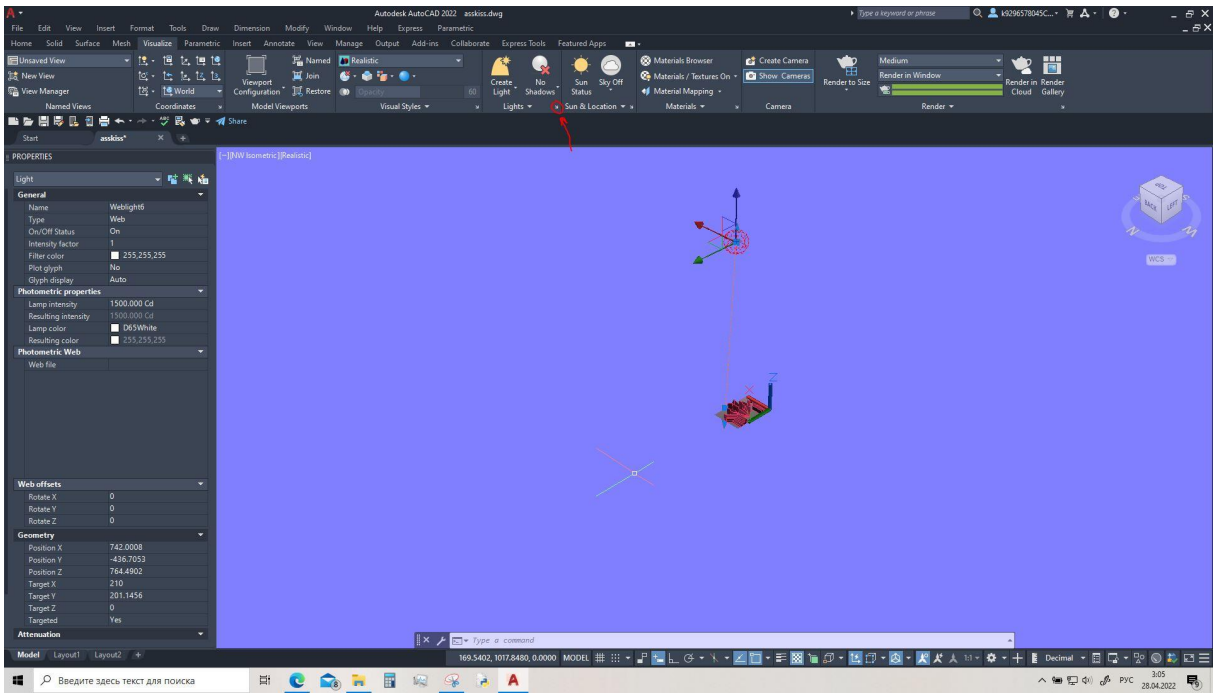 Autodesk AutoCAD 2022 asskiss.dwg
Type a keyword or phrase
k9296578045C...
File Edit View Insert Format Tools Draw Dimension Modify Window Help Express Parametric
Home Solid Surface Mesh Visualize Parametric Insert Annotate View Manage Output Add-ins Collaborate Express Tools Featured Apps
Unsaved View
New View
View Manager
Named Views
World
Coordinates
Viewport
Configuration
Named
Join
Restore
Model Viewports
Realistic
Opacity 60
Visual Styles
Create
Light
No
Shadows
Lights
Sun
Status
Sky Off
Sun & Location
Materials Browser
Materials / Textures On
Material Mapping
Materials
Create Camera
Show Cameras
Camera
Render to Size
Medium
Render in Window
Render in
Cloud
Render
Gallery
Render
Share
Start asskiss*
PROPERTIES
[−][NW Isometric][Realistic]
Light
General
Name Weblight6
Type Web
On/Off Status On
Intensity factor 1
Filter color 255,255,255
Plot glyph No
Glyph display Auto
Photometric properties
Lamp intensity 1500.000 Cd
Resulting intensity 1500.000 Cd
Lamp color D65White
Resulting color 255,255,255
Photometric Web
Web file
Web offsets
Rotate X 0
Rotate Y 0
Rotate Z 0
Geometry
Position X 742.0008
Position Y -436.7053
Position Z 764.4902
Target X 210
Target Y 201.1456
Target Z 0
Targeted Yes
Attenuation
BACK LEFT
N
WCS
X
Z
Type a command
Model Layout1 Layout2 +
169.5402, 1017.8480, 0.0000 MODEL 1:1 Decimal
Введите здесь текст для поиска
РУС
3:05
28.04.2022